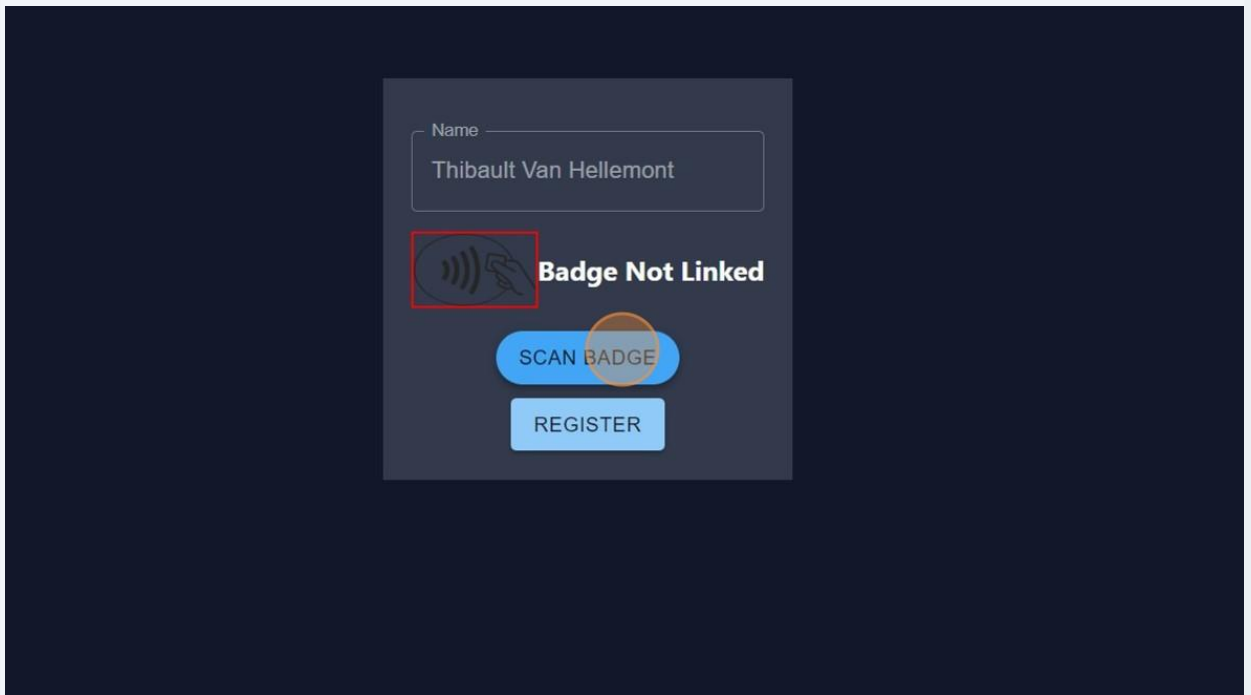 Name
Thibault Van Hellemont
Badge Not Linked
SCAN BADGE
REGISTER